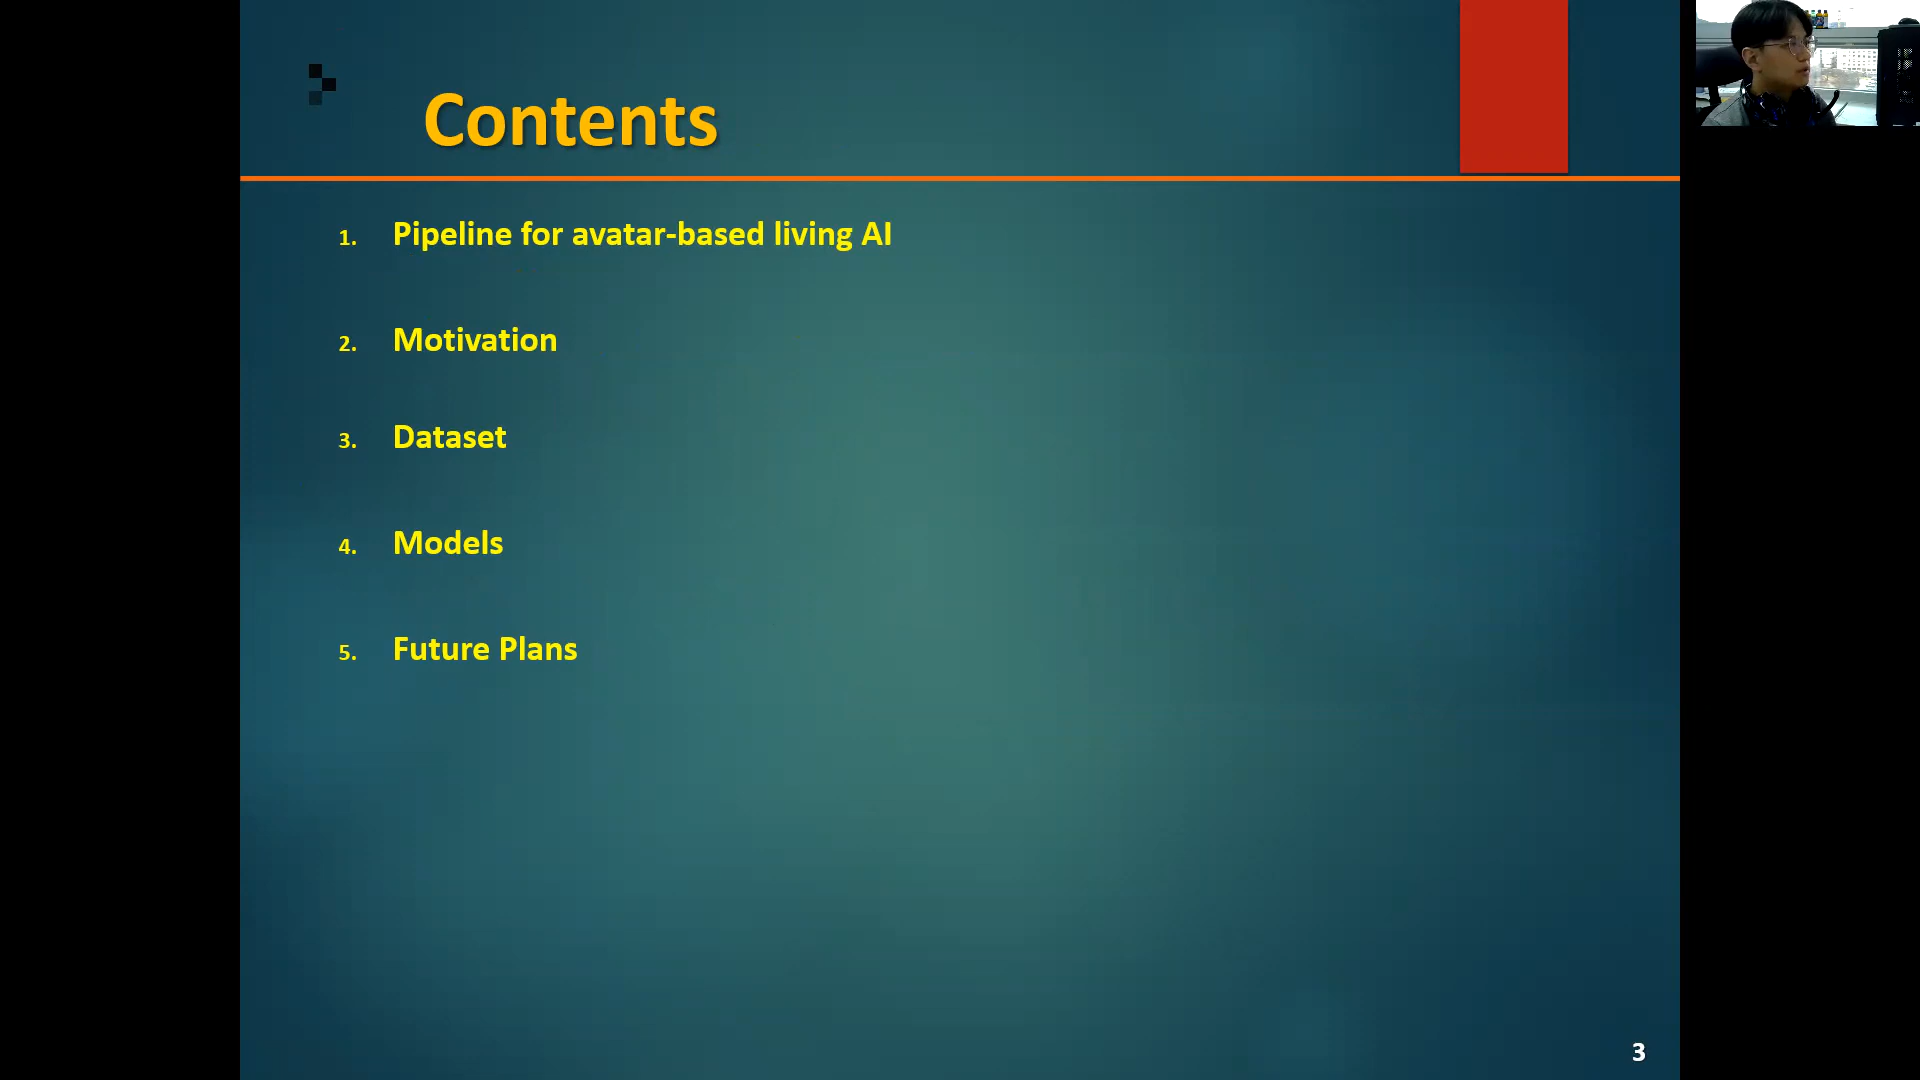 Contents
1. Pipeline for avatar-based living AI
2. Motivation
3. Dataset
4. Models
5. Future Plans
3